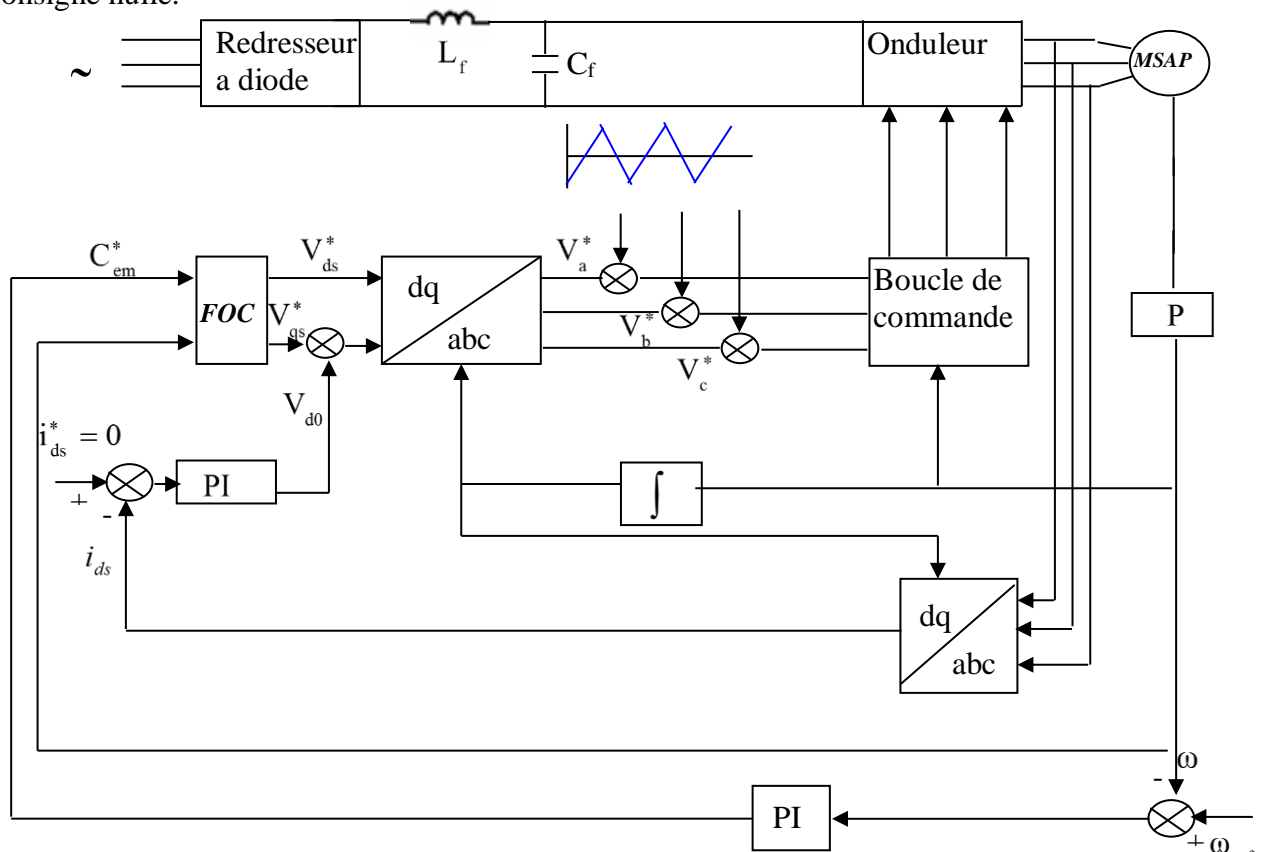 onsigne nulle.
Redresseur
a diode
~
L_f
C_f
Onduleur
MSAP
C*_em
V*_ds
V*_a
FOC
V*_qs
dq
abc
V*_b
V*_c
Boucle de
commande
P
V_d0
i*_ds = 0
+
-
PI
∫
i_ds
dq
abc
ω
-
PI
+ ω